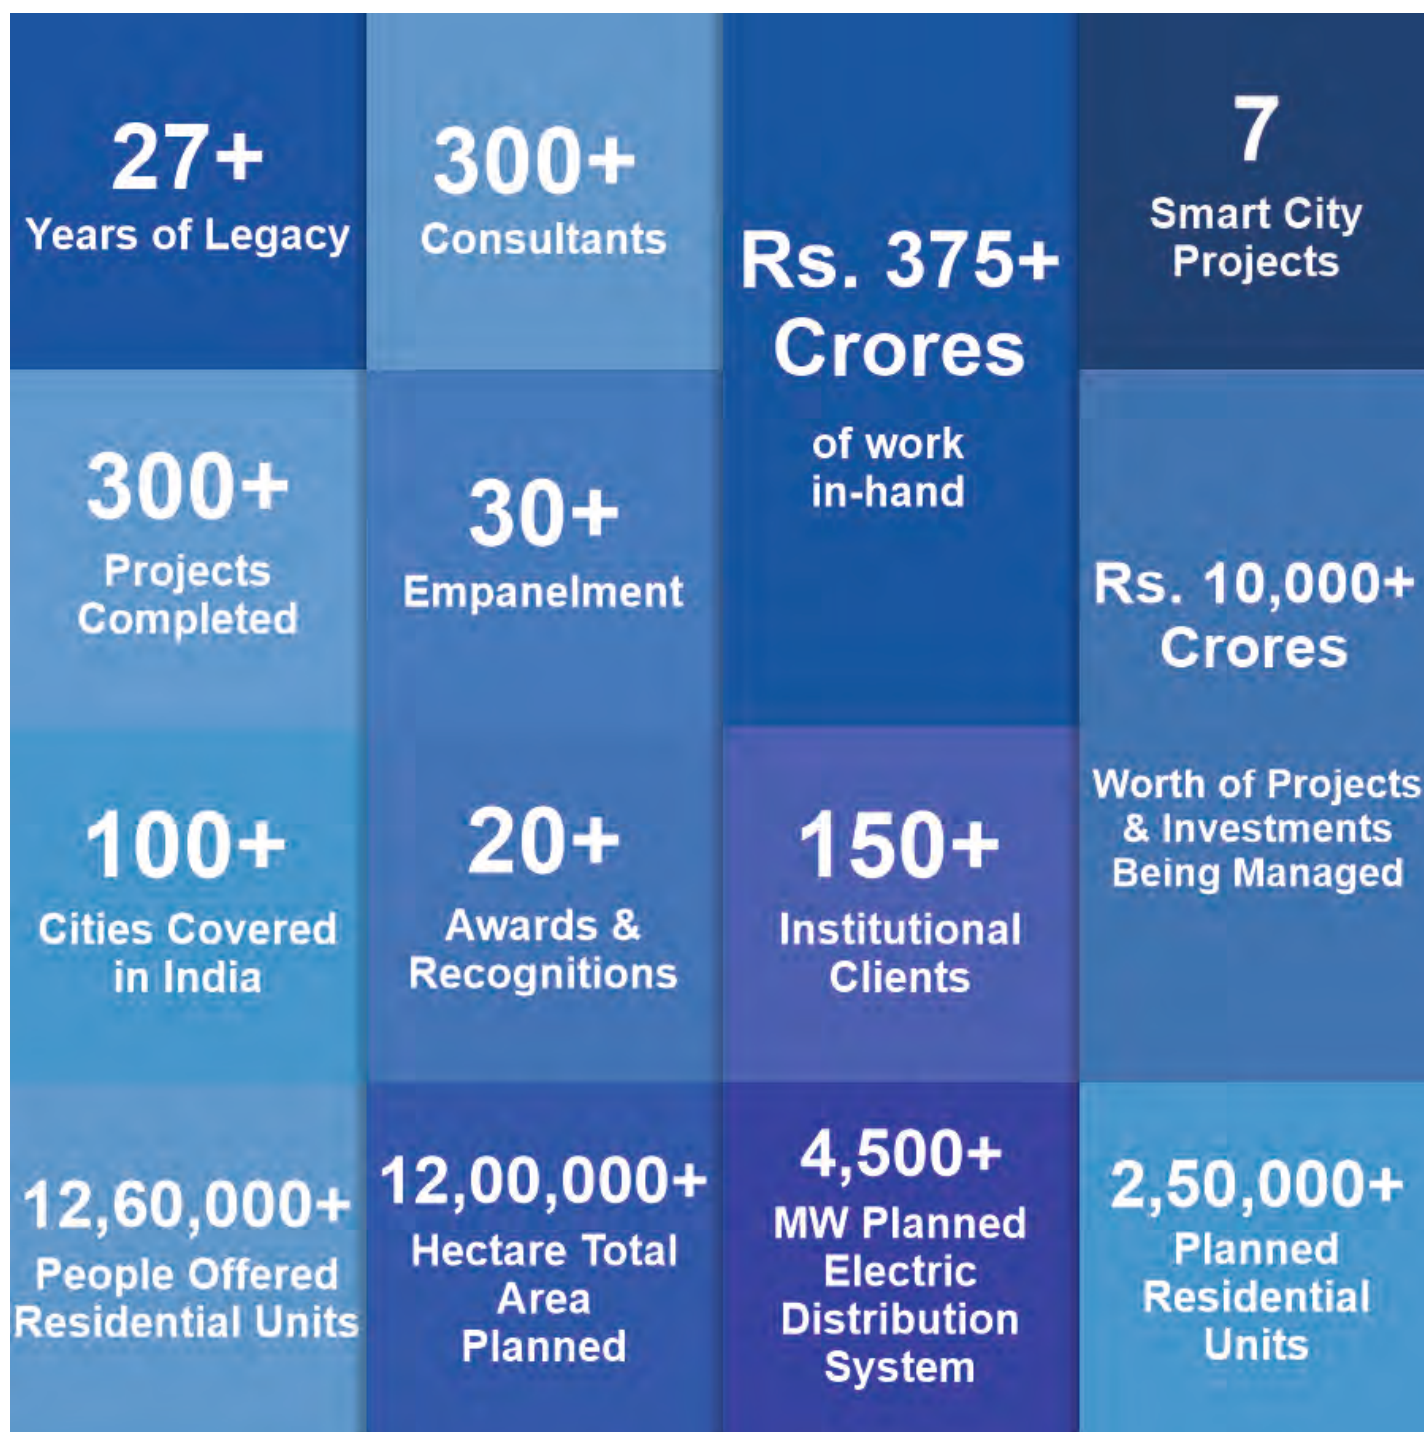 27+
Years of Legacy
300+
Consultants
Rs. 375+
Crores
of work
in-hand
7
Smart City
Projects
300+
Projects
Completed
30+
Empanelment
Rs. 10,000+
Crores
Worth of Projects
& Investments
Being Managed
100+
Cities Covered
in India
20+
Awards &
Recognitions
150+
Institutional
Clients
12,60,000+
People Offered
Residential Units
12,00,000+
Hectare Total
Area
Planned
4,500+
MW Planned
Electric
Distribution
System
2,50,000+
Planned
Residential
Units